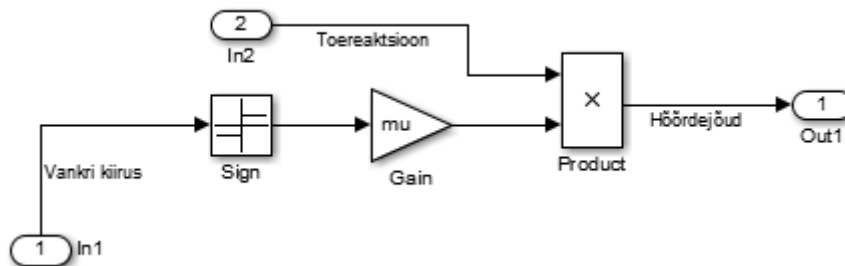 2
In2
Toereaktsioon
×
Product
Hõõrdejõud
1
Out1
Sign
mu
Gain
Vankri kiirus
1
In1